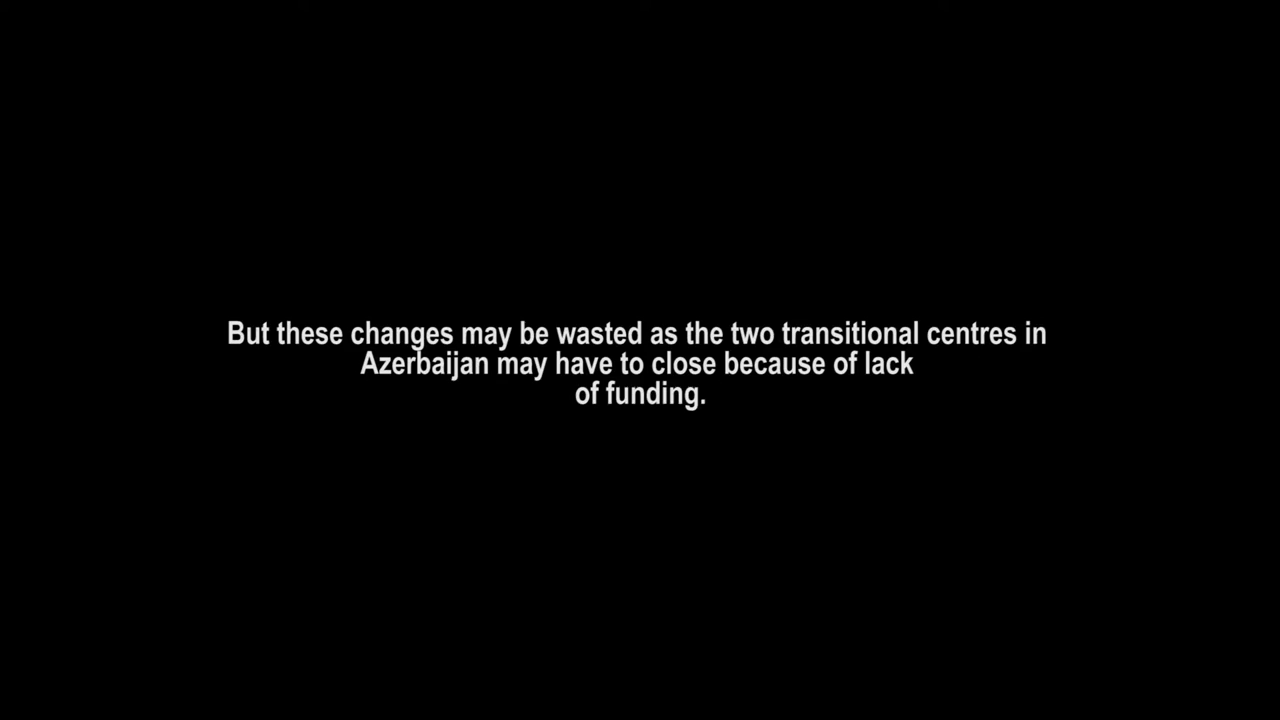 But these changes may be wasted as the two transitional centres in
Azerbaijan may have to close because of lack
of funding.